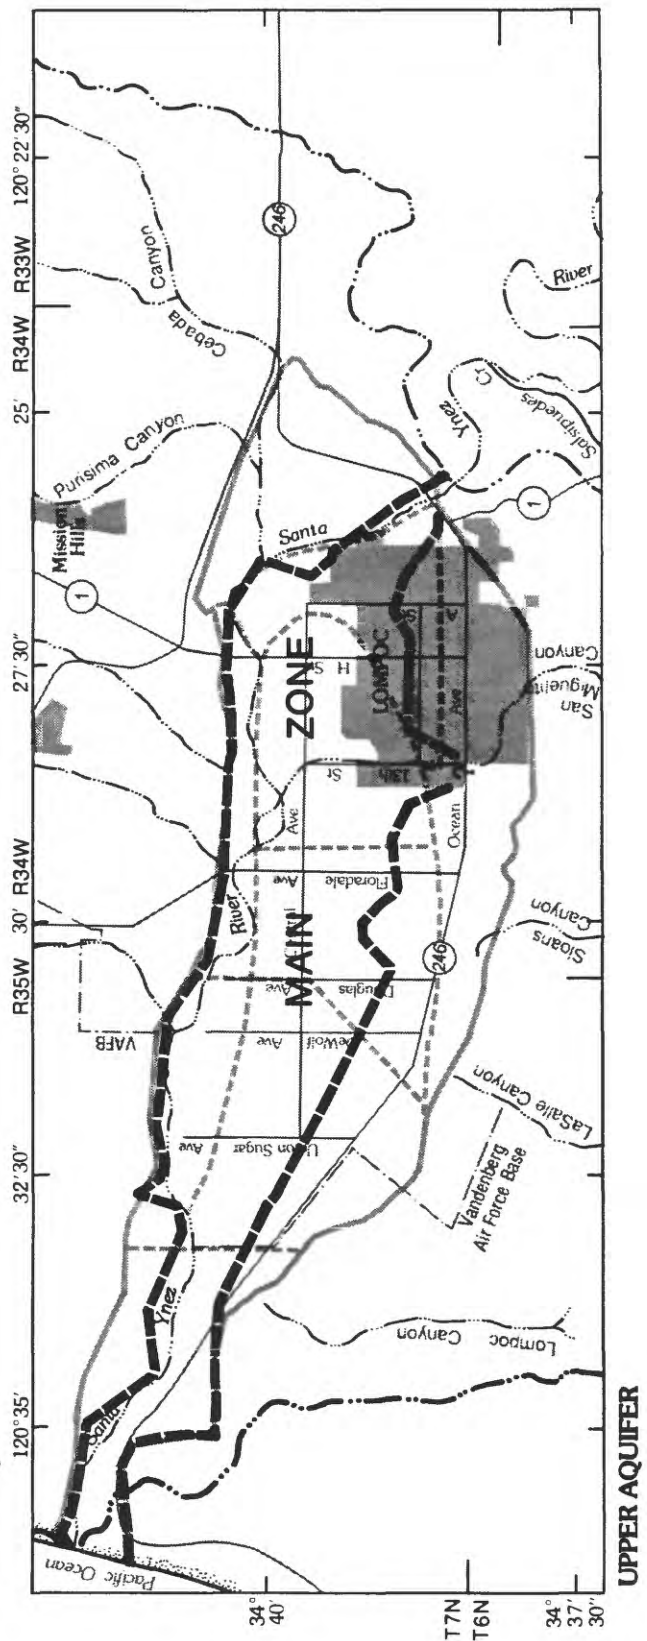 120°35'
32'30"
R35W
30'
R34W
27'30"
25'
R34W
R33W
120°22'30"
Pacific Ocean
Santa
Ynez
River
VAFB
1
Mission
Hills
Purisima Canyon
Cebada
Canyon
246
Union Sugar
Ave
DeWolf
Ave
Douglas
Ave
Floradale
Ave
MAIN
ZONE
Ave
13th
St
H St
LOMPOC
Ocean
Ave
A
Santa
Ynez
Cr
Salsipuedes
River
1
246
San
Miguelito
Canyon
Sloans
Canyon
LaSalle Canyon
Vandenberg
Air Force Base
Lompoc
Canyon
34°
40'
T7N
T6N
34°
37'
30"
UPPER AQUIFER